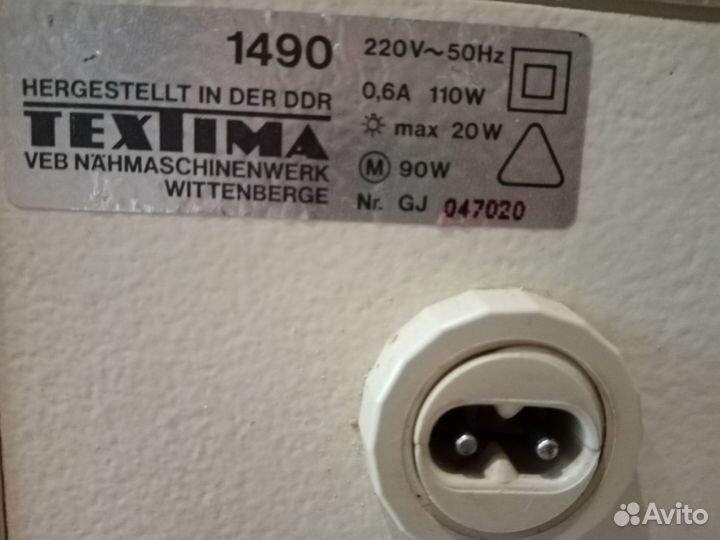 1490
220V~50Hz
HERGESTELLT IN DER DDR
0,6A 110W
TEXTIMA
max 20W
VEB NÄHMASCHINENWERK
M 90W
WITTENBERGE
Nr. GJ 047020
Avito